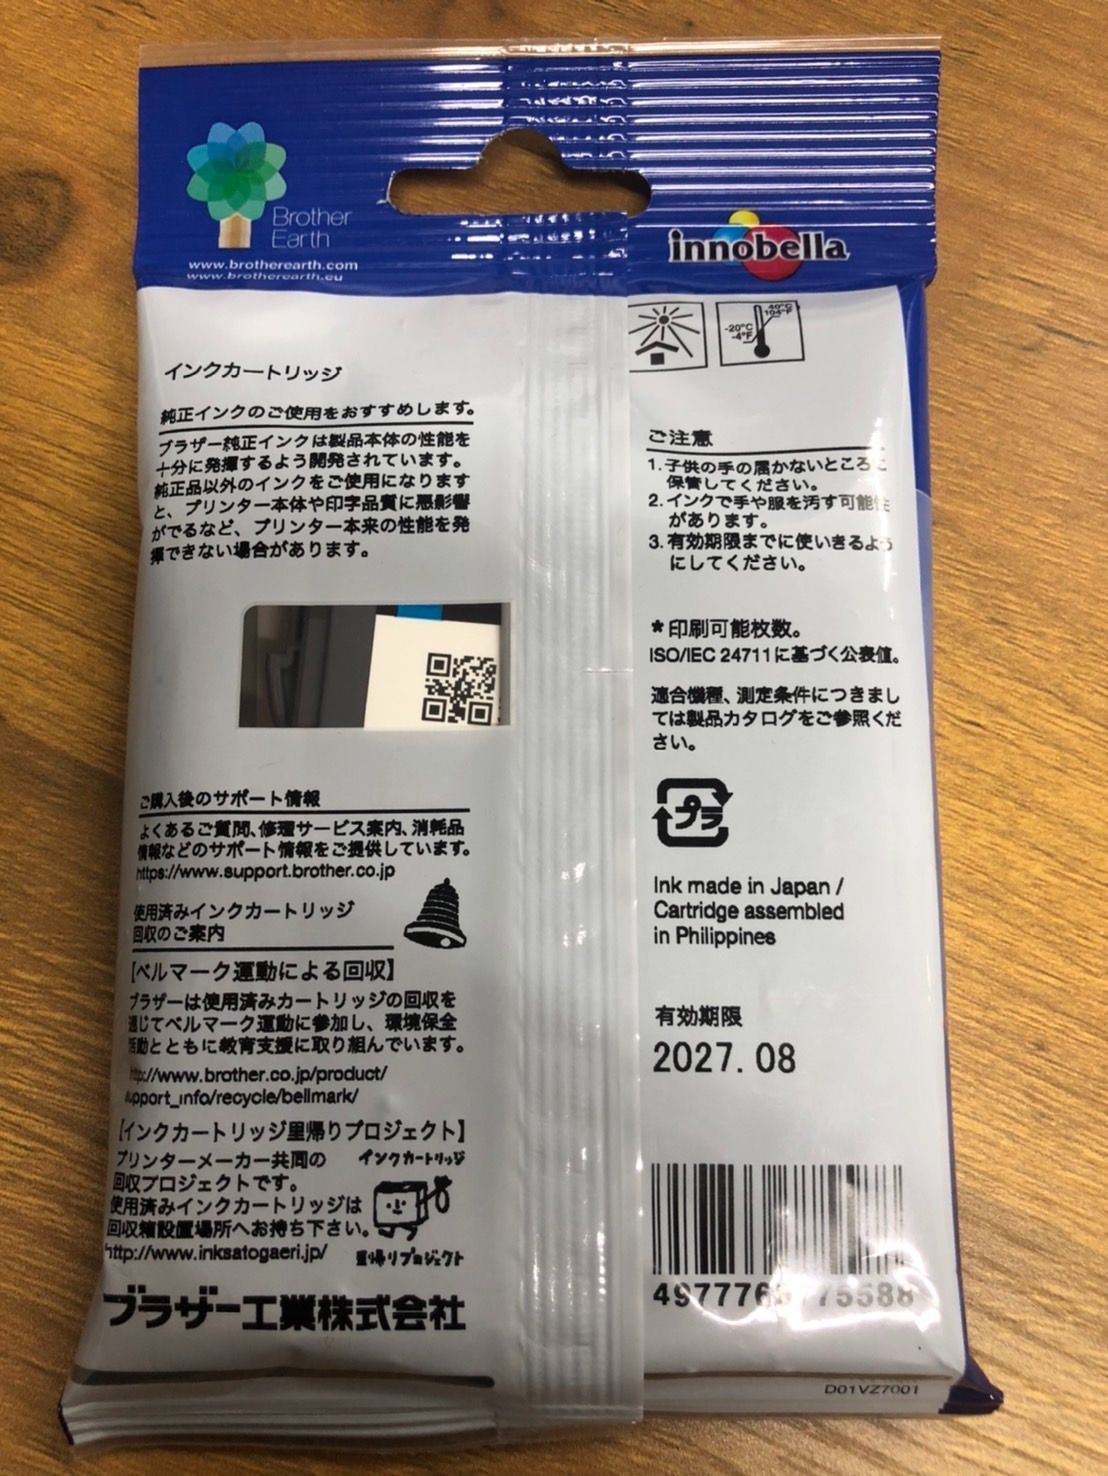 Brother
Earth
www.brotherearth.com
www.brotherearth.eu
innobella
インクカートリッジ
純正インクのご使用をおすすめします。
ブラザー純正インクは製品本体の性能を
十分に発揮するよう開発されています。
純正品以外のインクをご使用になります
と、プリンター本体や印字品質に悪影響
がでるなど、プリンター本来の性能を発
揮できない場合があります。
ご購入後のサポート情報
よくあるご質問、修理サービス案内、消耗品
情報などのサポート情報をご提供しています。
https://www.support.brother.co.jp
使用済みインクカートリッジ
回収のご案内
【ベルマーク運動による回収】
ブラザーは使用済みカートリッジの回収を
通じてベルマーク運動に参加し、環境保全
活動とともに教育支援に取り組んでいます。
http://www.brother.co.jp/product/
support_info/recycle/bellmark/
【インクカートリッジ里帰りプロジェクト】
プリンターメーカー共同の
回収プロジェクトです。
使用済みインクカートリッジは
回収箱設置場所へお持ち下さい。
http://www.inksatogaeri.jp/
インクカートリッジ
里帰りプロジェクト
ブラザー工業株式会社
-20°C
-4°F
40°C
104°F
ご注意
1.子供の手の届かないところに
保管してください。
2.インクで手や服を汚す可能性
があります。
3.有効期限までに使いきるよう
にしてください。
*印刷可能枚数。
ISO/IEC 24711に基づく公表値。
適合機種、測定条件につきまし
ては製品カタログをご参照くだ
さい。
プラ
Ink made in Japan /
Cartridge assembled
in Philippines
有効期限
2027.08
D01VZ7001